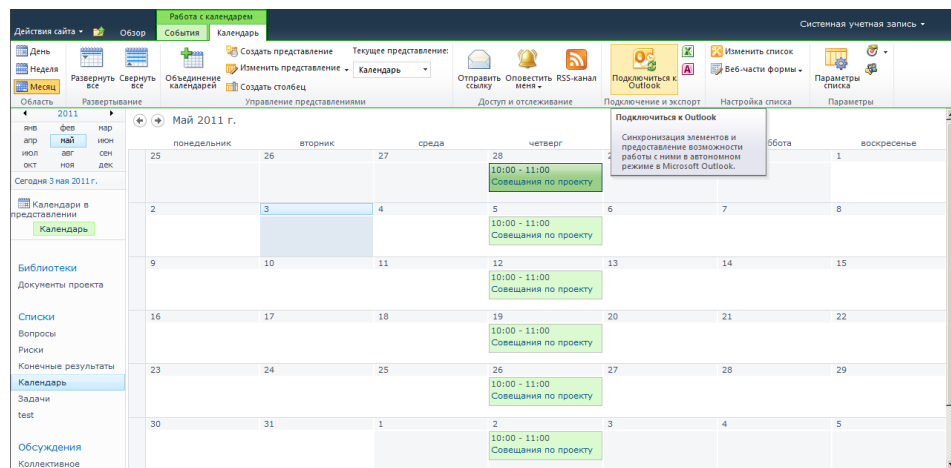 Работа с календарем
Действия сайта
Обзор
События
Календарь
Системная учетная запись
День
Неделя
Месяц
Развернуть все
Свернуть все
Объединение календарей
Создать представление
Изменить представление
Создать столбец
Текущее представление:
Календарь
Отправить ссылку
Оповестить меня
RSS-канал
Подключиться к Outlook
Изменить список
Веб-части формы
Параметры списка
Область
Развертывание
Управление представлениями
Доступ и отслеживание
Подключение и экспорт
Настройка списка
Параметры
2011
янв фев мар
апр май июн
июл авг сен
окт ноя дек
Сегодня 3 мая 2011 г.
Календари в представлении
Календарь
Библиотеки
Документы проекта
Списки
Вопросы
Риски
Конечные результаты
Календарь
Задачи
test
Обсуждения
Коллективное
Май 2011 г.
Подключиться к Outlook
Синхронизация элементов и
предоставление возможности
работы с ними в автономном
режиме в Microsoft Outlook.
понедельник вторник среда четверг воскресенье
25 26 27 28 1
10:00 - 11:00
Совещания по проекту
2 3 4 5 6 7 8
10:00 - 11:00
Совещания по проекту
9 10 11 12 13 14 15
10:00 - 11:00
Совещания по проекту
16 17 18 19 20 21 22
10:00 - 11:00
Совещания по проекту
23 24 25 26 27 28 29
10:00 - 11:00
Совещания по проекту
30 31 1 2 3 4 5
10:00 - 11:00
Совещания по проекту